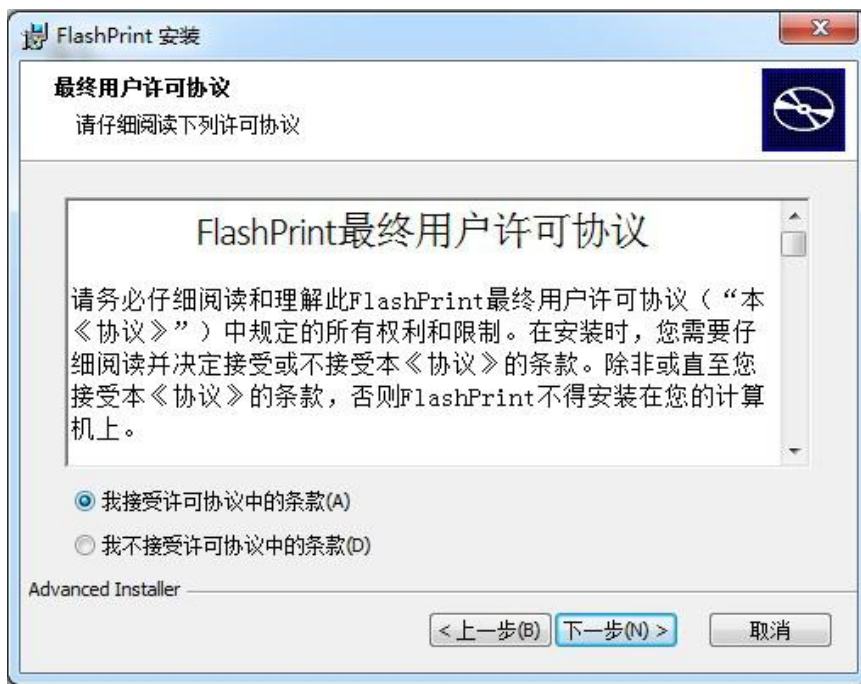 FlashPrint 安装
最终用户许可协议
请仔细阅读下列许可协议
FlashPrint最终用户许可协议
请务必仔细阅读和理解此FlashPrint最终用户许可协议（“本
《协议》”）中规定的所有权利和限制。在安装时，您需要仔
细阅读并决定接受或不接受本《协议》的条款。除非或直至您
接受本《协议》的条款，否则FlashPrint不得安装在您的计算
机上。
我接受许可协议中的条款(A)
我不接受许可协议中的条款(D)
Advanced Installer
< 上一步(B) 下一步(N) > 取消